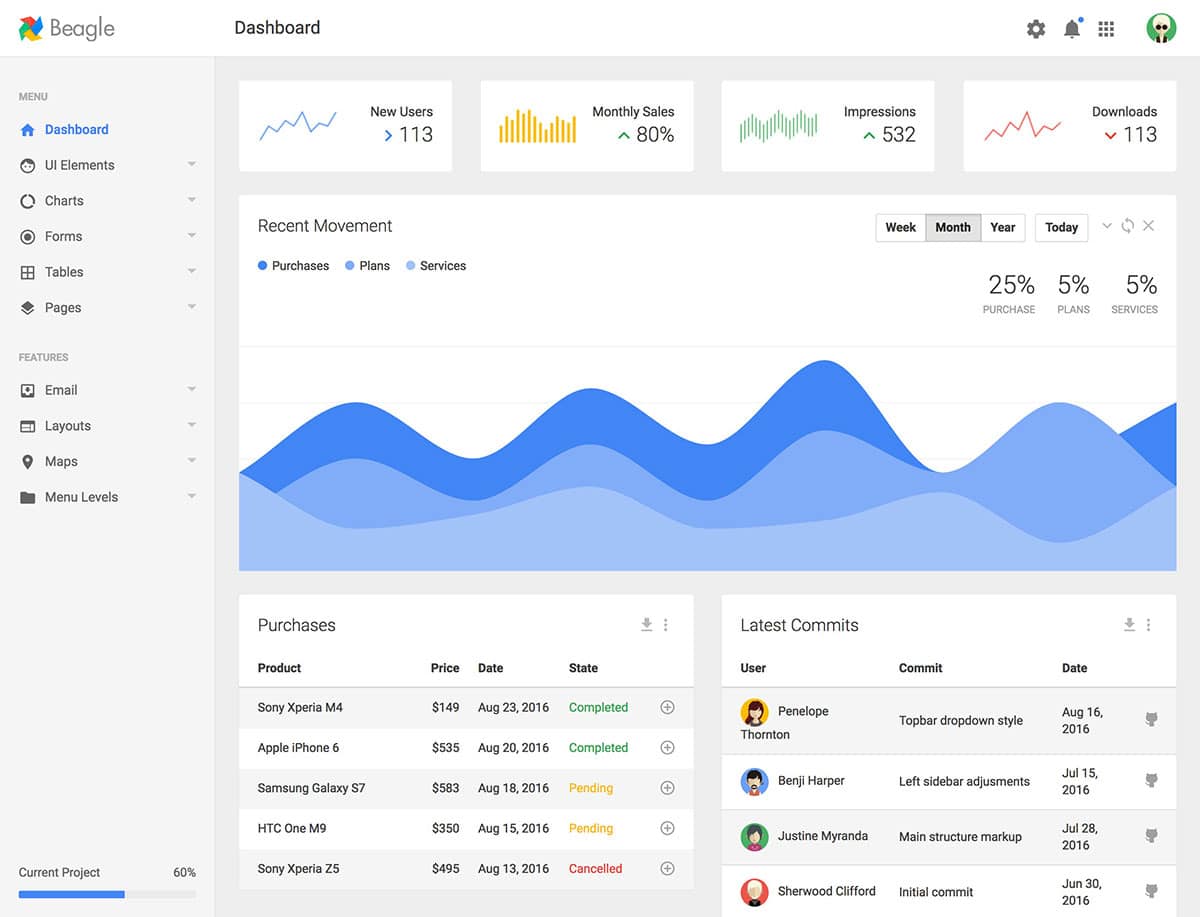 Beagle
Dashboard
MENU
Dashboard
UI Elements
Charts
Forms
Tables
Pages
FEATURES
Email
Layouts
Maps
Menu Levels
Current Project 60%
New Users
113
Monthly Sales
80%
Impressions
532
Downloads
113
Recent Movement
Week Month Year Today
Purchases Plans Services
25% 5% 5%
PURCHASE PLANS SERVICES
Purchases
Product Price Date State
Sony Xperia M4 $149 Aug 23, 2016 Completed
Apple iPhone 6 $535 Aug 20, 2016 Completed
Samsung Galaxy S7 $583 Aug 18, 2016 Pending
HTC One M9 $350 Aug 15, 2016 Pending
Sony Xperia Z5 $495 Aug 13, 2016 Cancelled
Latest Commits
User Commit Date
Penelope
Thornton
Topbar dropdown style
Aug 16,
2016
Benji Harper
Left sidebar adjusments
Jul 15,
2016
Justine Myranda
Main structure markup
Jul 28,
2016
Sherwood Clifford
Initial commit
Jun 30,
2016